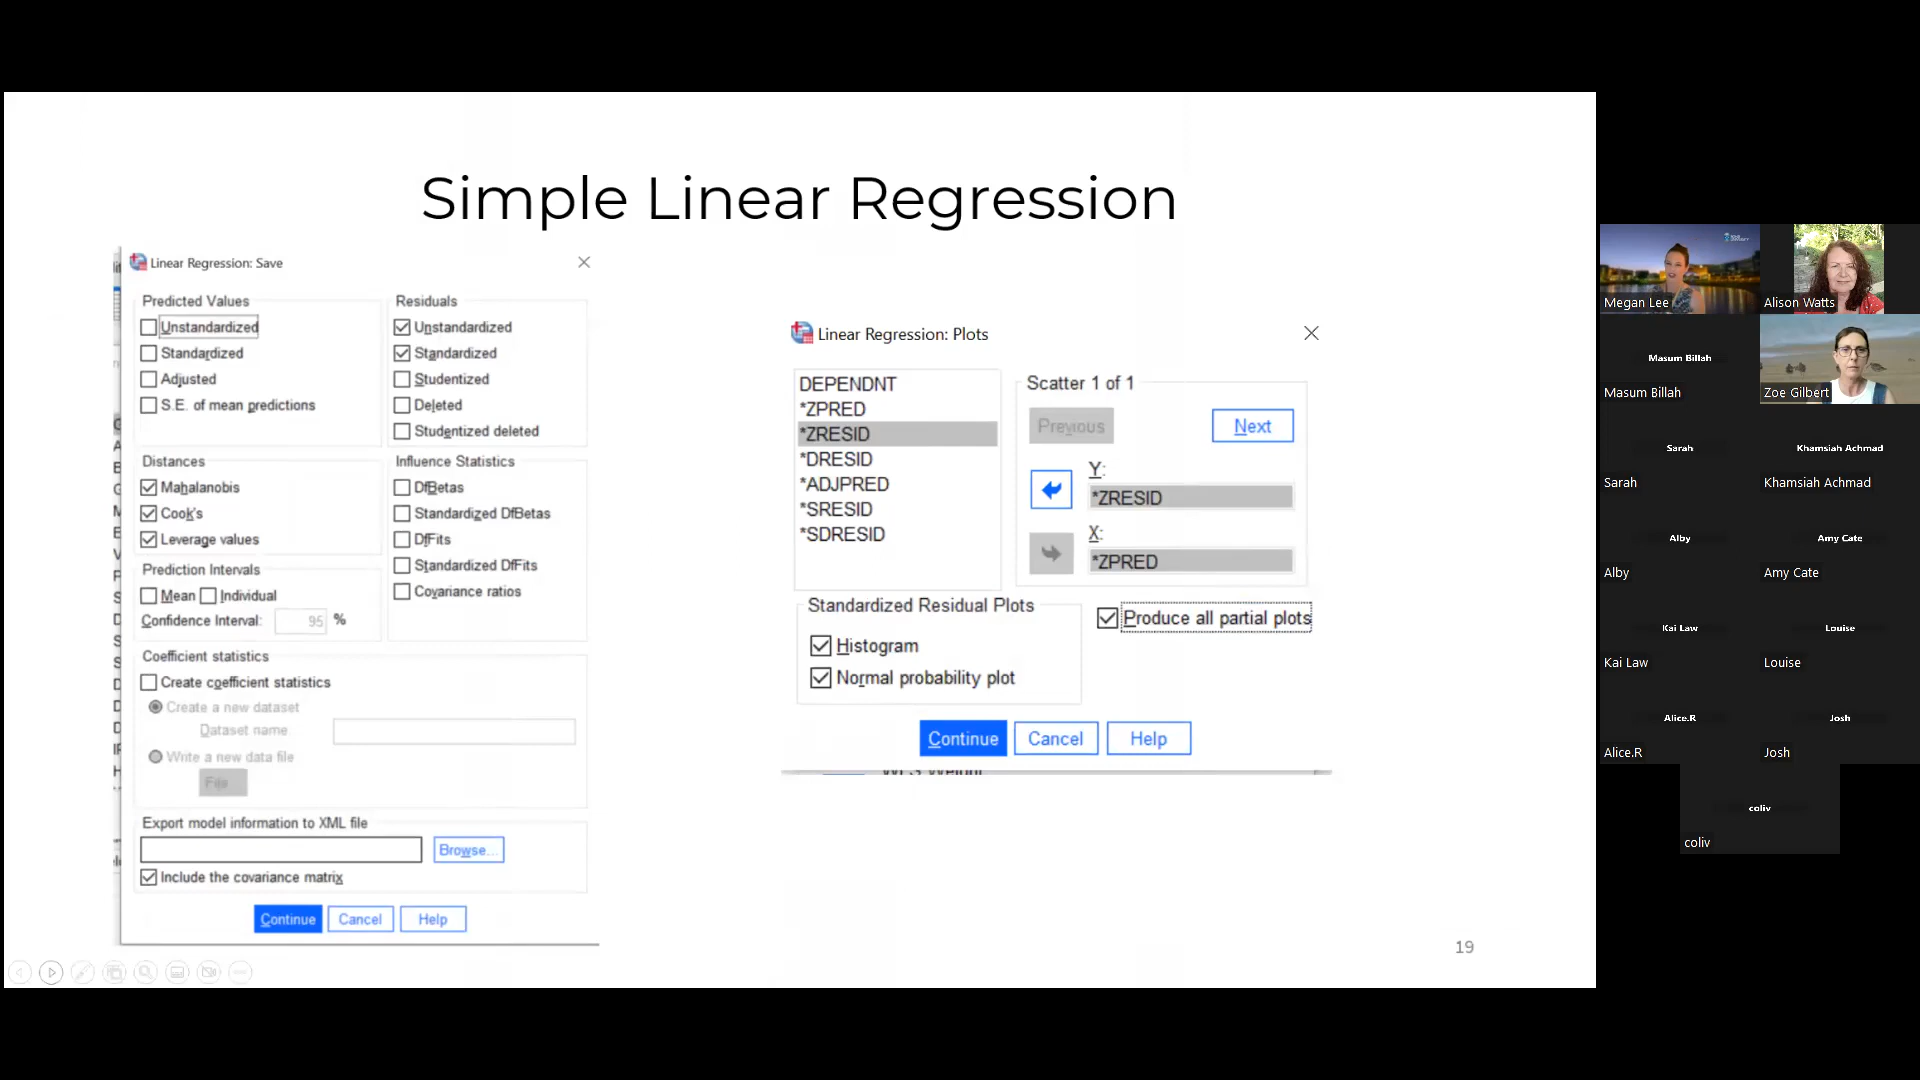 Simple Linear Regression
Linear Regression: Save
Predicted Values
Unstandardized
Standardized
Adjusted
S.E. of mean predictions
Residuals
Unstandardized
Standardized
Studentized
Deleted
Studentized deleted
Distances
Mahalanobis
Cook's
Leverage values
Influence Statistics
DfBetas
Standardized DfBetas
DfFits
Standardized DfFits
Covariance ratios
Prediction Intervals
Mean Individual
Confidence Interval: 95 %
Coefficient statistics
Create coefficient statistics
Create a new dataset
Dataset name
Write a new data file
File
Export model information to XML file
Browse...
Include the covariance matrix
Continue Cancel Help
Linear Regression: Plots
DEPENDNT
*ZPRED
*ZRESID
*DRESID
*ADJPRED
*SRESID
*SDRESID
Scatter 1 of 1
Previous Next
Y:
*ZRESID
X:
*ZPRED
Standardized Residual Plots
Histogram
Normal probability plot
Produce all partial plots
Continue Cancel Help
19
Megan Lee
Alison Watts
Masum Billah
Masum Billah
Zoe Gilbert
Sarah
Sarah
Khamsiah Achmad
Khamsiah Achmad
Alby
Alby
Amy Cate
Amy Cate
Kai Law
Kai Law
Louise
Louise
Alice.R
Alice.R
Josh
Josh
coliv
coliv